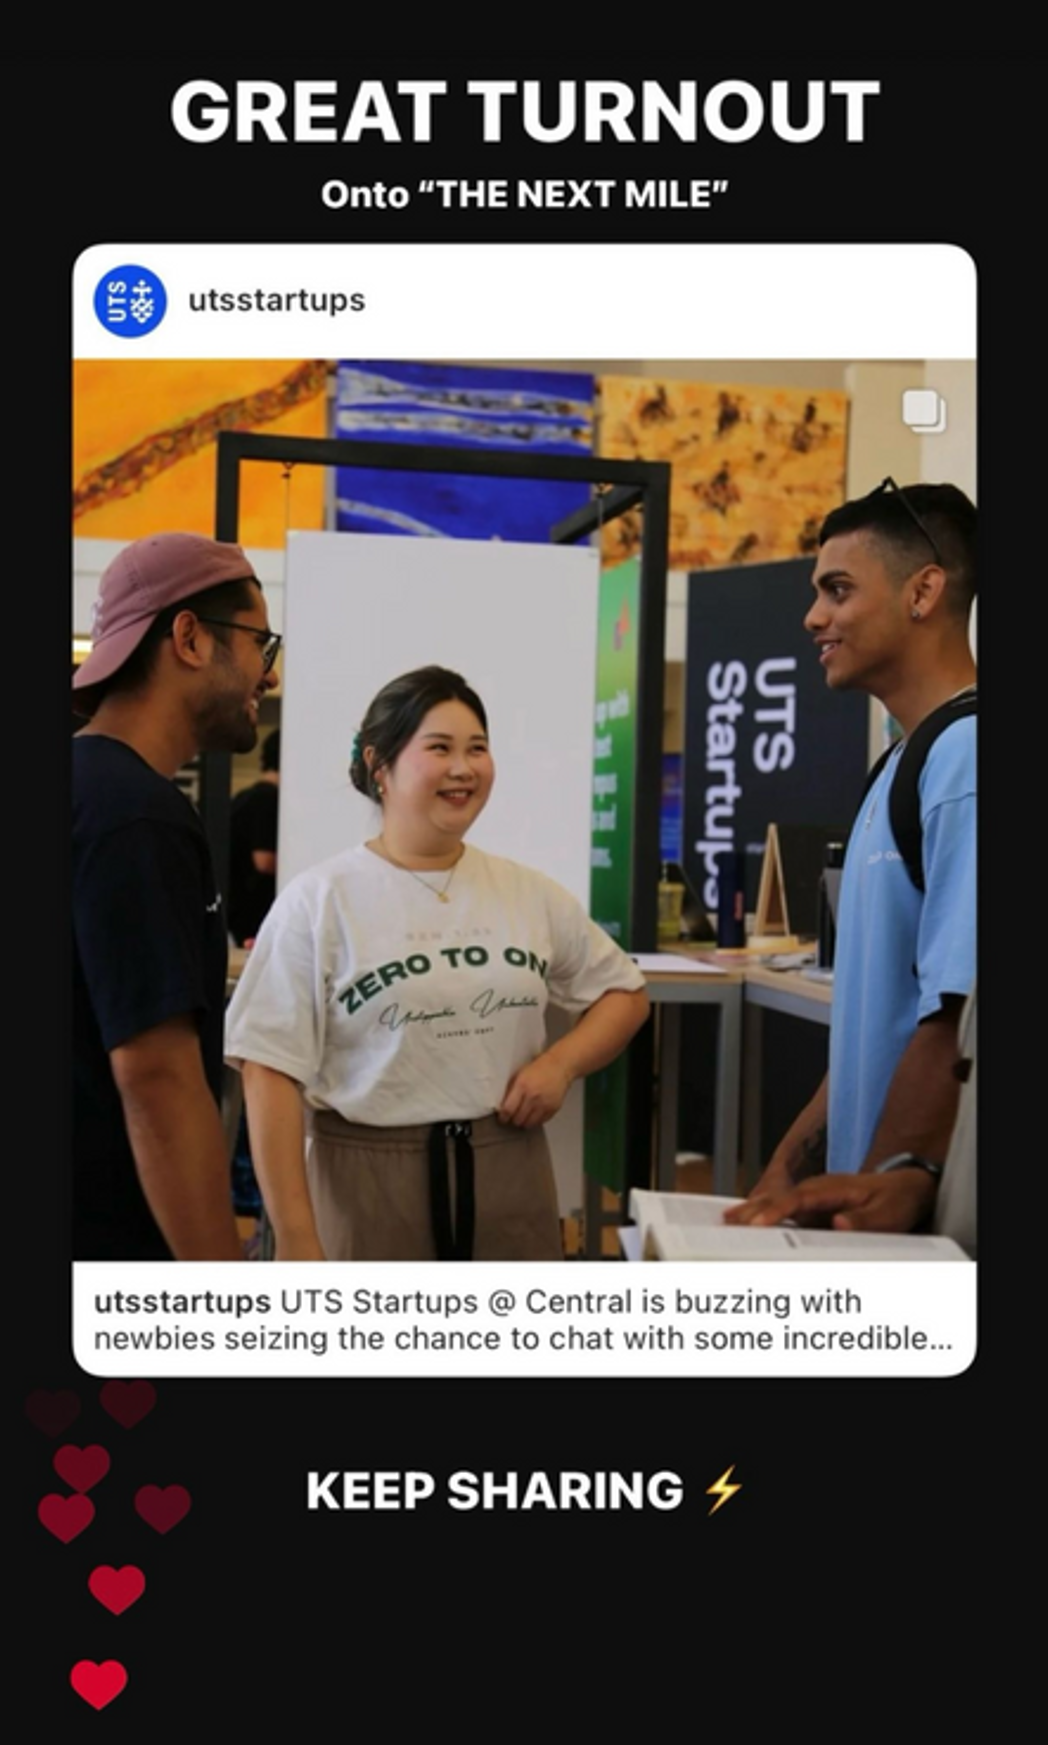 GREAT TURNOUT
Onto “THE NEXT MILE”
UTS
utsstartups
UTS
Startups
ZERO TO ON
utsstartups UTS Startups @ Central is buzzing with
newbies seizing the chance to chat with some incredible...
KEEP SHARING ⚡